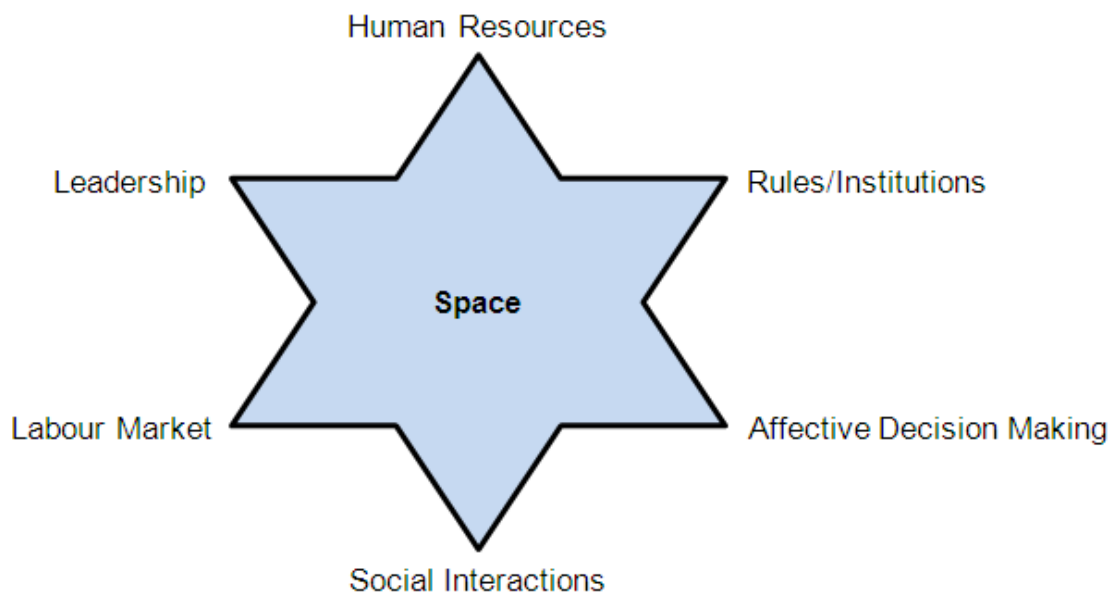 Human Resources
Leadership
Rules/Institutions
Space
Labour Market
Affective Decision Making
Social Interactions